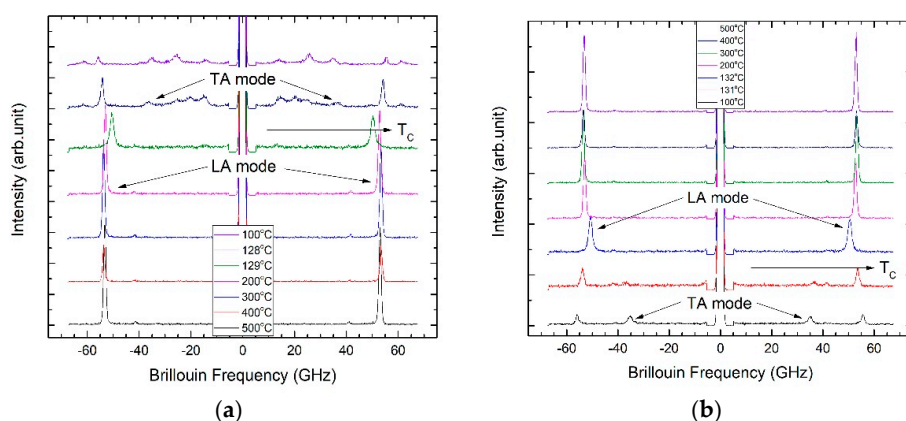 Intensity (arb.unit)
TA mode
T_C
LA mode
100°C
128°C
129°C
200°C
300°C
400°C
500°C
-60 -40 -20 0 20 40 60
Brillouin Frequency (GHz)
(a)
Intensity (arb.unit)
500°C
400°C
300°C
200°C
132°C
131°C
100°C
LA mode
T_C
TA mode
-60 -40 -20 0 20 40 60
Brillouin Frequency (GHz)
(b)